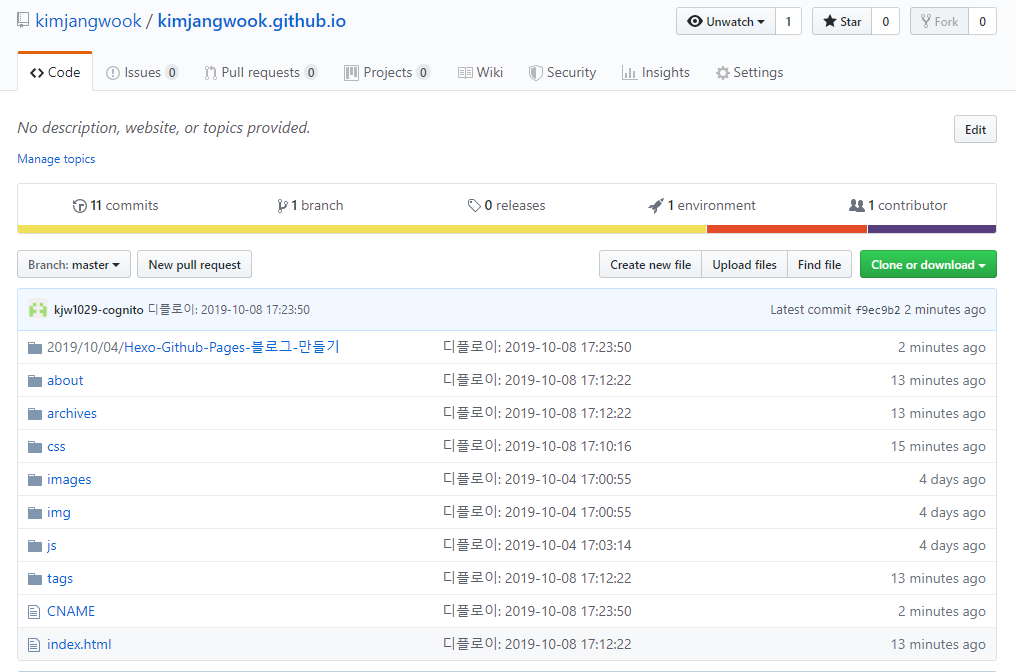 kimjangwook / kimjangwook.github.io
Unwatch 1 Star 0 Fork 0
Code Issues 0 Pull requests 0 Projects 0 Wiki Security Insights Settings
No description, website, or topics provided.
Edit
Manage topics
11 commits 1 branch 0 releases 1 environment 1 contributor
Branch: master New pull request Create new file Upload files Find file Clone or download
kjw1029-cognito 디플로이: 2019-10-08 17:23:50 Latest commit f9ec9b2 2 minutes ago
2019/10/04/Hexo-Github-Pages-블로그-만들기 디플로이: 2019-10-08 17:23:50 2 minutes ago
about 디플로이: 2019-10-08 17:12:22 13 minutes ago
archives 디플로이: 2019-10-08 17:12:22 13 minutes ago
css 디플로이: 2019-10-08 17:10:16 15 minutes ago
images 디플로이: 2019-10-04 17:00:55 4 days ago
img 디플로이: 2019-10-04 17:00:55 4 days ago
js 디플로이: 2019-10-04 17:03:14 4 days ago
tags 디플로이: 2019-10-08 17:12:22 13 minutes ago
CNAME 디플로이: 2019-10-08 17:23:50 2 minutes ago
index.html 디플로이: 2019-10-08 17:12:22 13 minutes ago